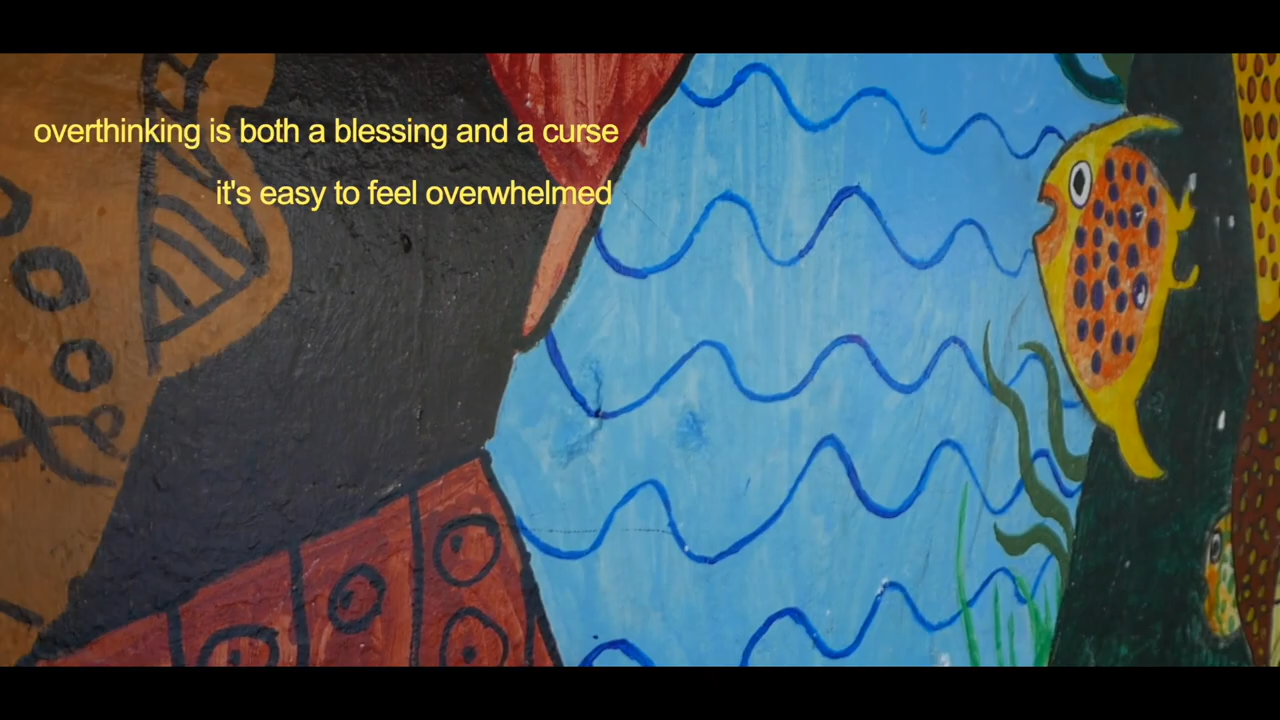 overthinking is both a blessing and a curse
it's easy to feel overwhelmed